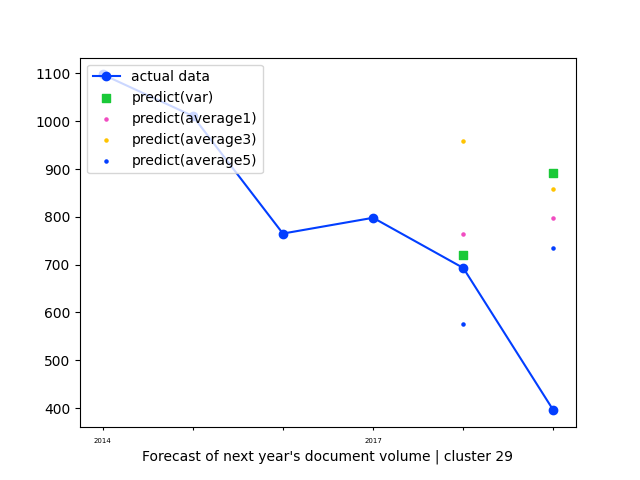 1100
1000
900
800
700
600
500
400
actual data
predict(var)
predict(average1)
predict(average3)
predict(average5)
2014
2017
Forecast of next year's document volume | cluster 29